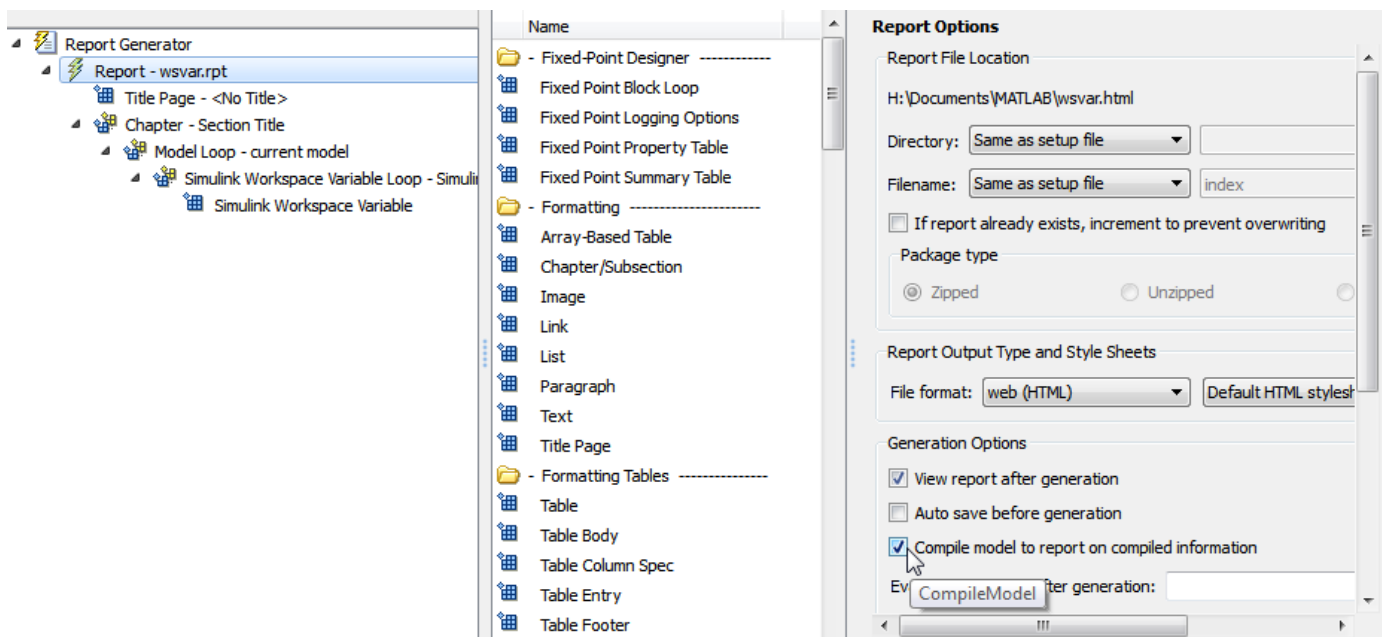 Report Generator
Report - wsvar.rpt
Title Page - <No Title>
Chapter - Section Title
Model Loop - current model
Simulink Workspace Variable Loop - Simuli
Simulink Workspace Variable
Name
- Fixed-Point Designer ------------
Fixed Point Block Loop
Fixed Point Logging Options
Fixed Point Property Table
Fixed Point Summary Table
- Formatting ----------------------
Array-Based Table
Chapter/Subsection
Image
Link
List
Paragraph
Text
Title Page
- Formatting Tables ---------------
Table
Table Body
Table Column Spec
Table Entry
Table Footer
Report Options
Report File Location
H:\Documents\MATLAB\wsvar.html
Directory: Same as setup file
Filename: Same as setup file index
If report already exists, increment to prevent overwriting
Package type
Zipped Unzipped
Report Output Type and Style Sheets
File format: web (HTML) Default HTML stylesh
Generation Options
View report after generation
Auto save before generation
Compile model to report on compiled information
Ev CompileModel ter generation: